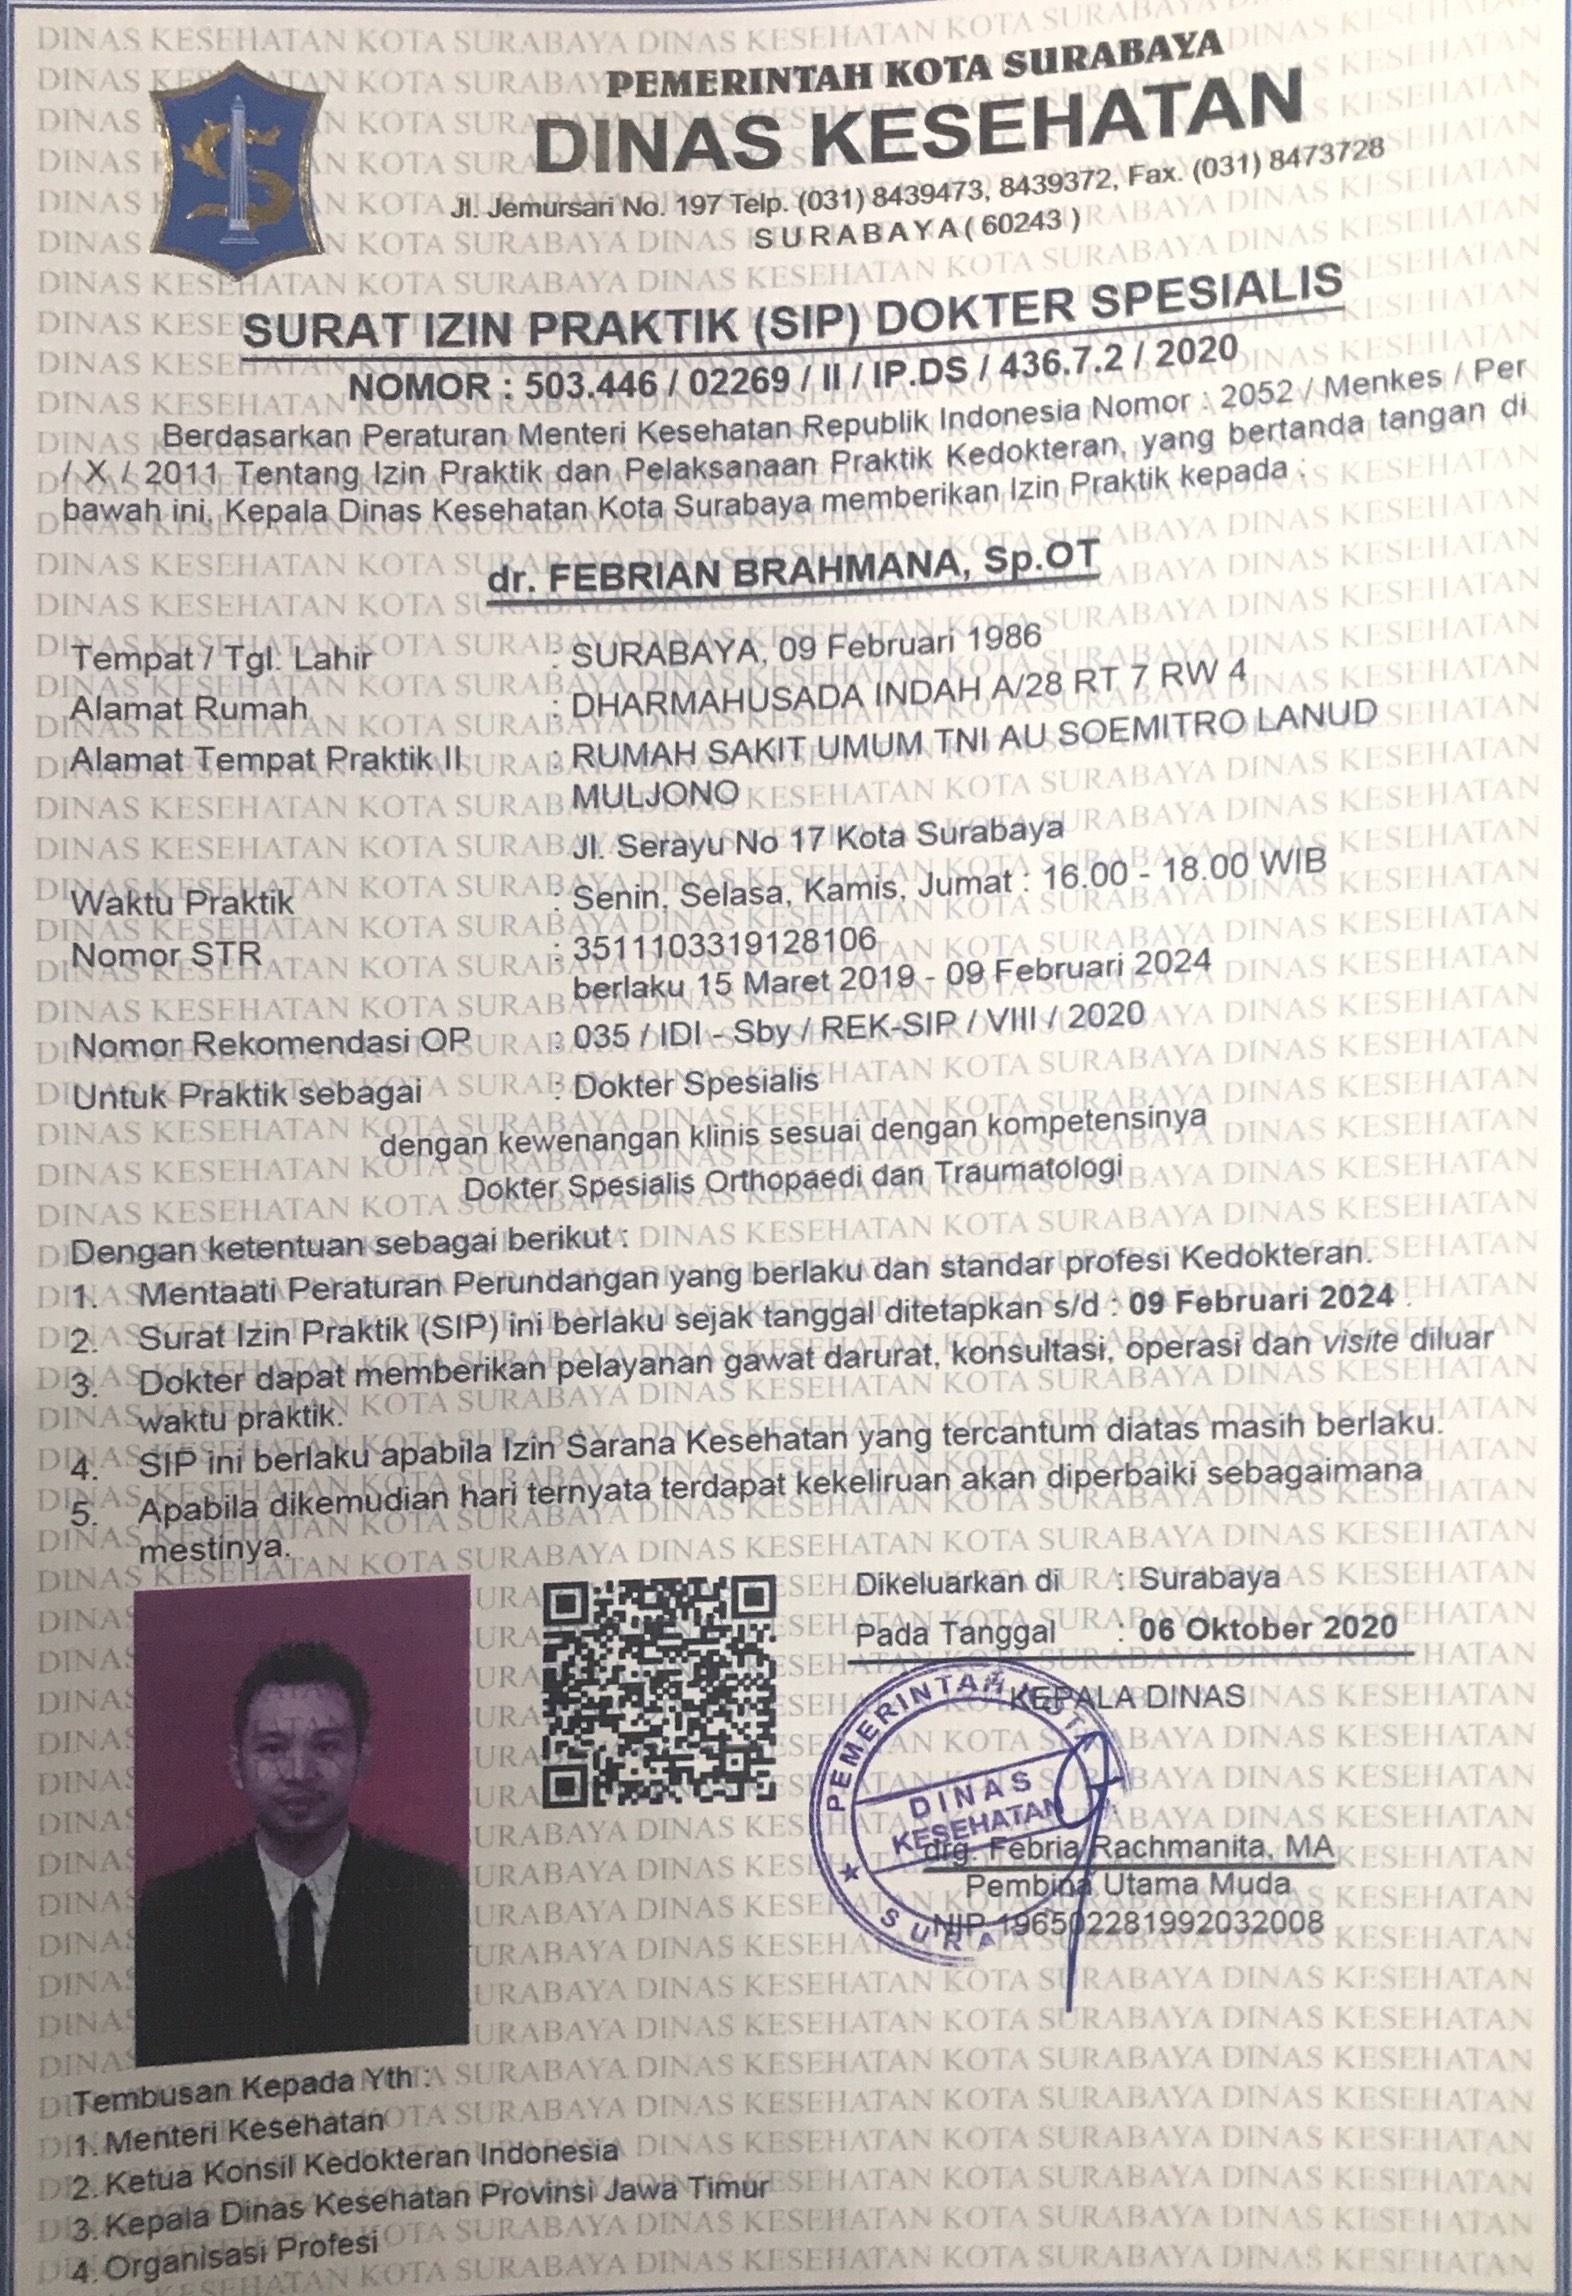 PEMERINTAH KOTA SURABAYA
DINAS KESEHATAN
Jl. Jemursari No. 197 Telp. (031) 8439473, 8439372, Fax. (031) 8473728
SURABAYA ( 60243 )
SURAT IZIN PRAKTIK (SIP) DOKTER SPESIALIS
NOMOR : 503.446 / 02269 / II / IP.DS / 436.7.2 / 2020
Berdasarkan Peraturan Menteri Kesehatan Republik Indonesia Nomor : 2052 / Menkes / Per
/ X / 2011 Tentang Izin Praktik dan Pelaksanaan Praktik Kedokteran, yang bertanda tangan di
bawah ini, Kepala Dinas Kesehatan Kota Surabaya memberikan Izin Praktik kepada :
dr. FEBRIAN BRAHMANA, Sp.OT
Tempat / Tgl. Lahir : SURABAYA, 09 Februari 1986
Alamat Rumah : DHARMAHUSADA INDAH A/28 RT 7 RW 4
Alamat Tempat Praktik II : RUMAH SAKIT UMUM TNI AU SOEMITRO LANUD
MULJONO
Jl. Serayu No 17 Kota Surabaya
Waktu Praktik : Senin, Selasa, Kamis, Jumat : 16.00 - 18.00 WIB
Nomor STR : 3511103319128106
berlaku 15 Maret 2019 - 09 Februari 2024
Nomor Rekomendasi OP : 035 / IDI - Sby / REK-SIP / VIII / 2020
Untuk Praktik sebagai : Dokter Spesialis
dengan kewenangan klinis sesuai dengan kompetensinya
Dokter Spesialis Orthopaedi dan Traumatologi
Dengan ketentuan sebagai berikut :
1. Mentaati Peraturan Perundangan yang berlaku dan standar profesi Kedokteran.
2. Surat Izin Praktik (SIP) ini berlaku sejak tanggal ditetapkan s/d : 09 Februari 2024 .
3. Dokter dapat memberikan pelayanan gawat darurat, konsultasi, operasi dan visite diluar
waktu praktik.
4. SIP ini berlaku apabila Izin Sarana Kesehatan yang tercantum diatas masih berlaku.
5. Apabila dikemudian hari ternyata terdapat kekeliruan akan diperbaiki sebagaimana
mestinya.
Dikeluarkan di : Surabaya
Pada Tanggal : 06 Oktober 2020
KEPALA DINAS
PEMERINTAH KOTA
DINAS
KESEHATAN
drg. Febria Rachmanita, MA
Pembina Utama Muda
NIP 196502281992032008
Tembusan Kepada Yth :
1. Menteri Kesehatan
2. Ketua Konsil Kedokteran Indonesia
3. Kepala Dinas Kesehatan Provinsi Jawa Timur
4. Organisasi Profesi